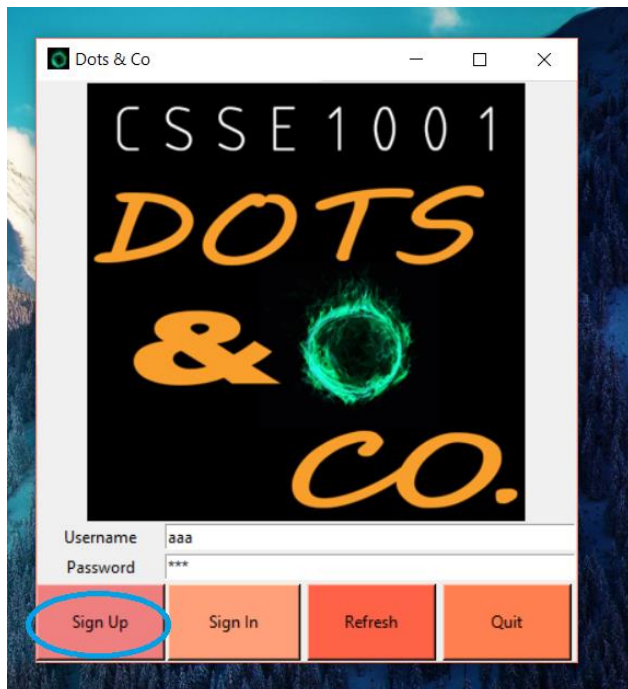 Dots & Co
CSSE1001
DOTS
&
CO.
Username aaa
Password ***
Sign Up Sign In Refresh Quit